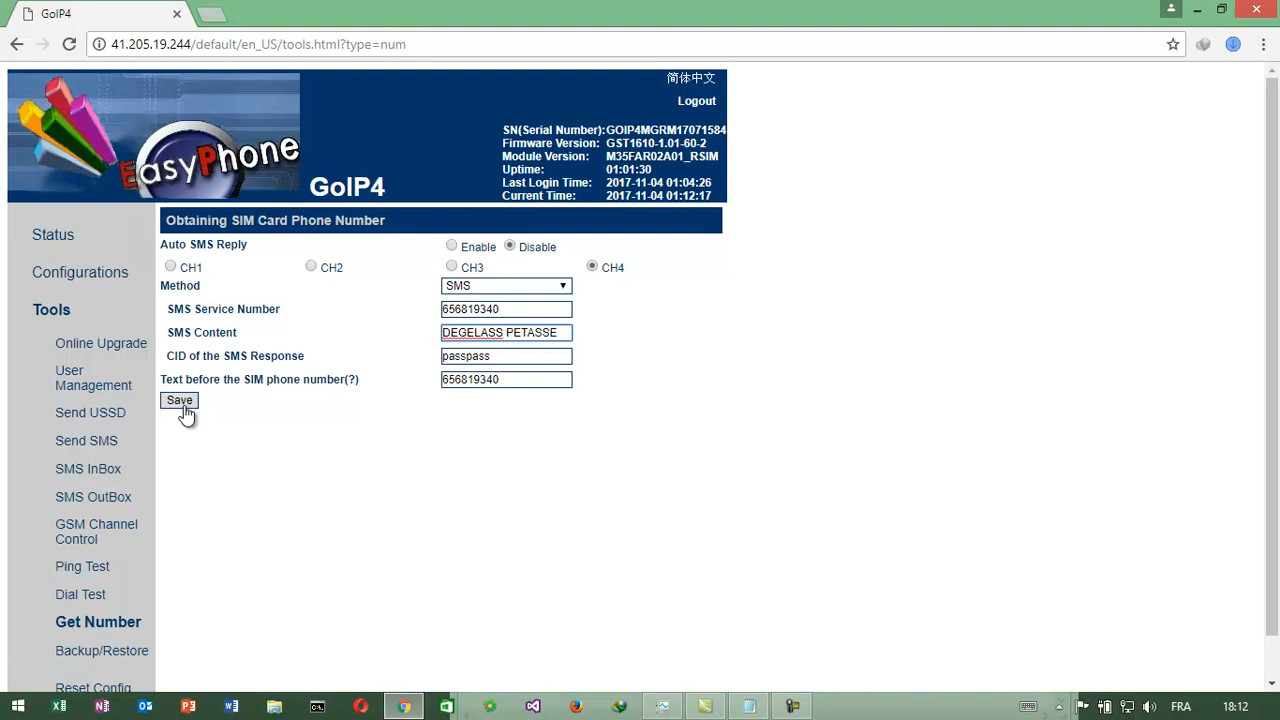 GoIP4
41.205.19.244/default/en_US/tools.html?type=num
简体中文
Logout
SN(Serial Number):GOIP4MGRM17071584
Firmware Version: GST1610-1.01-60-2
Module Version: M35FAR02A01_RSIM
Uptime: 01:01:30
Last Login Time: 2017-11-04 01:04:26
Current Time: 2017-11-04 01:12:17
EasyPhone
GoIP4
Status
Configurations
Tools
Online Upgrade
User
Management
Send USSD
Send SMS
SMS InBox
SMS OutBox
GSM Channel
Control
Ping Test
Dial Test
Get Number
Backup/Restore
Reset Config
Obtaining SIM Card Phone Number
Auto SMS Reply Enable Disable
CH1 CH2 CH3 CH4
Method SMS
SMS Service Number 656819340
SMS Content DEGELASS PETASSE
CID of the SMS Response passpass
Text before the SIM phone number(?) 656819340
Save
FRA 18:12